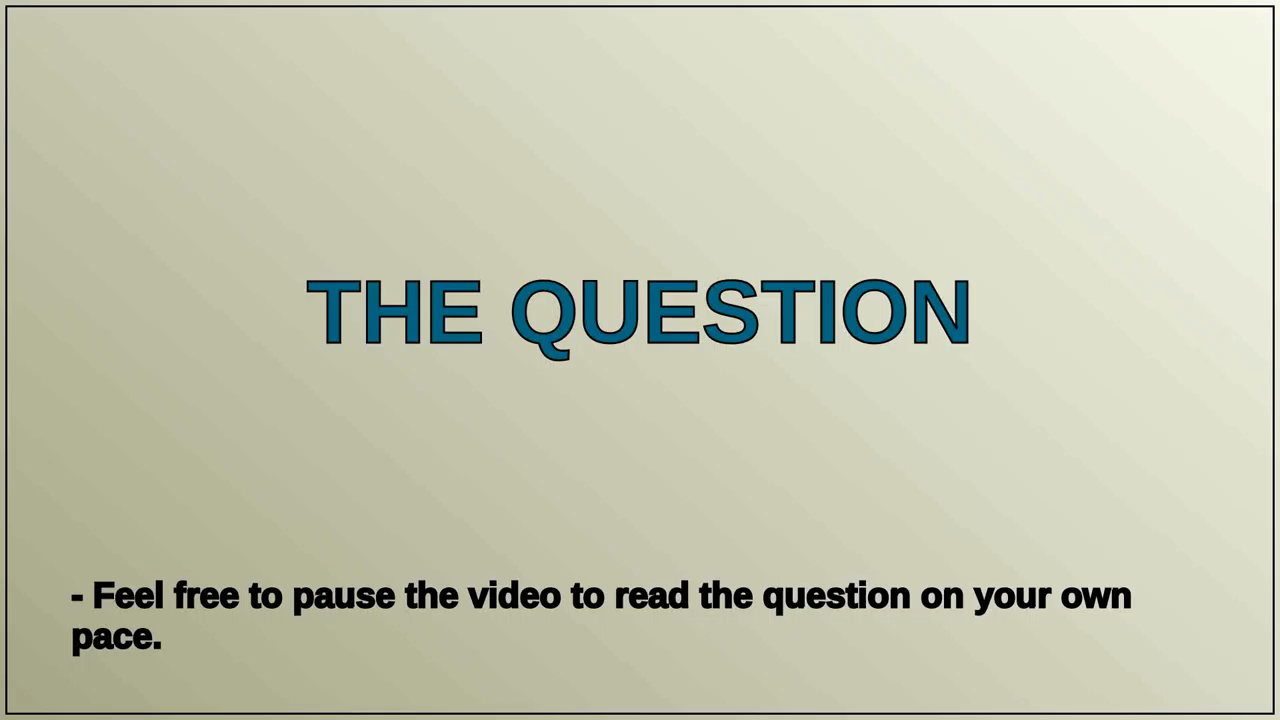 THE QUESTION
- Feel free to pause the video to read the question on your own
pace.